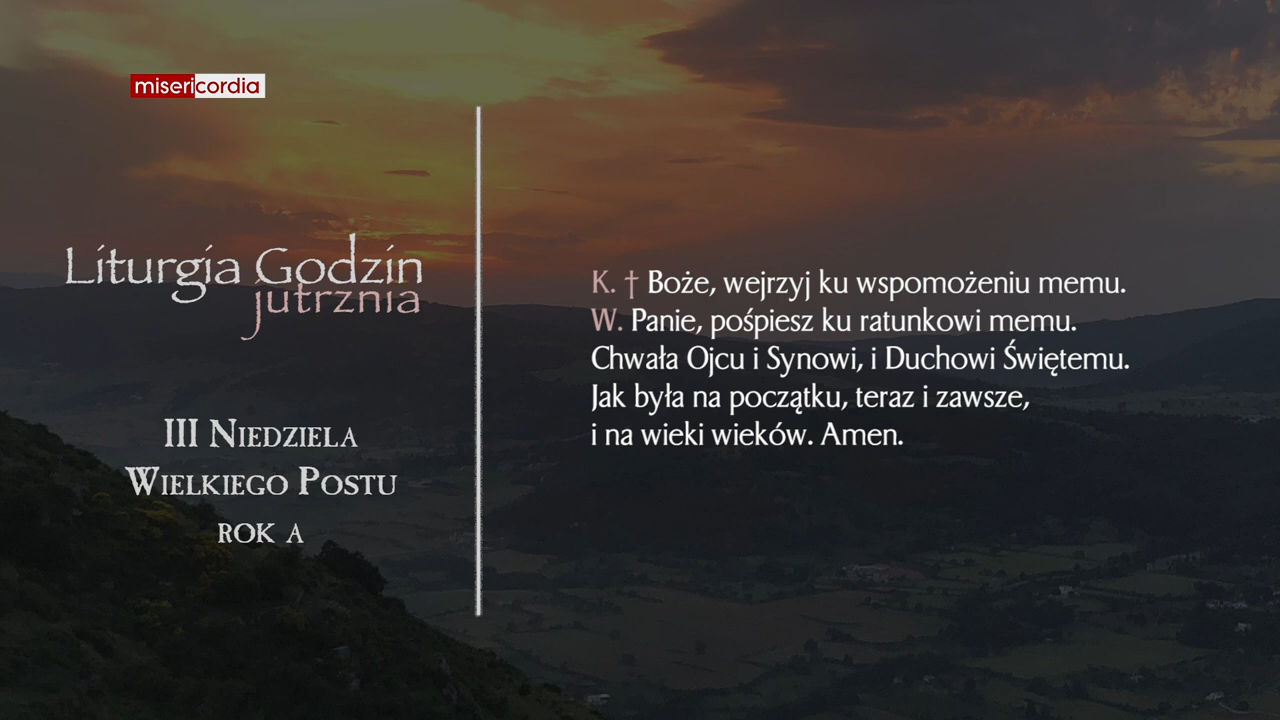 misericordia
Liturgia Godzin
jutrznia
III Niedziela
Wielkiego Postu
rok A
K. † Boże, wejrzyj ku wspomożeniu memu.
W. Panie, pośpiesz ku ratunkowi memu.
Chwała Ojcu i Synowi, i Duchowi Świętemu.
Jak była na początku, teraz i zawsze,
i na wieki wieków. Amen.